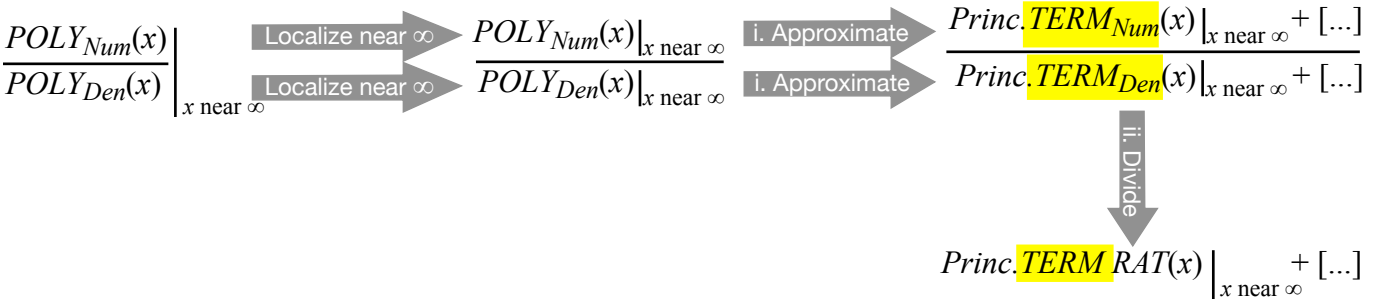 POLY_Num(x) / POLY_Den(x) |x near ∞
Localize near ∞
Localize near ∞
POLY_Num(x)|x near ∞
POLY_Den(x)|x near ∞
i. Approximate
i. Approximate
Princ.TERM_Num(x)|x near ∞ + [...]
Princ.TERM_Den(x)|x near ∞ + [...]
ii. Divide
Princ.TERM RAT(x)|x near ∞ + [...]